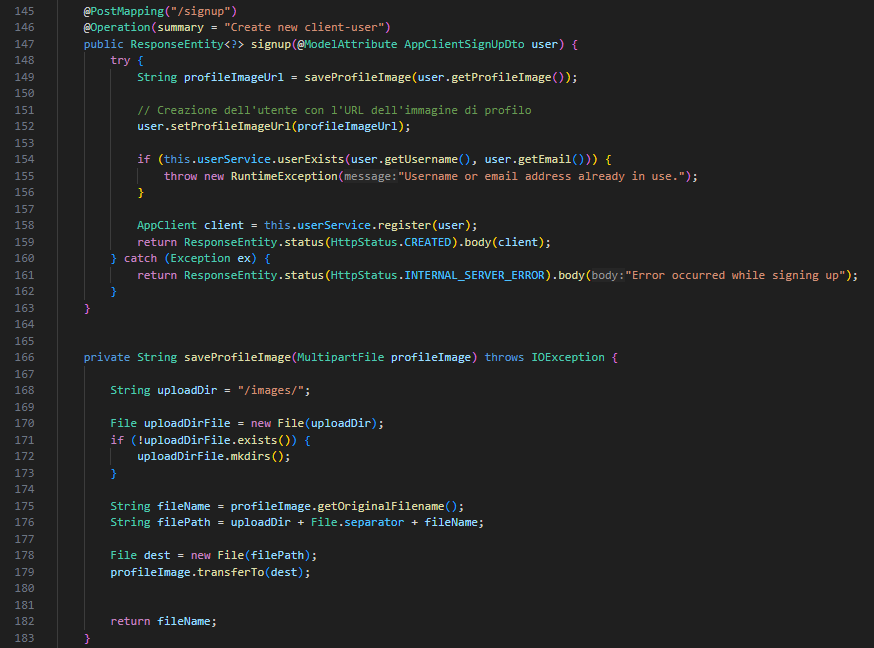 145 @PostMapping("/signup")
146 @Operation(summary = "Create new client-user")
147 public ResponseEntity<?> signup(@ModelAttribute AppClientSignUpDto user) {
148 try {
149 String profileImageUrl = saveProfileImage(user.getProfileImage());
150
151 // Creazione dell'utente con l'URL dell'immagine di profilo
152 user.setProfileImageUrl(profileImageUrl);
153
154 if (this.userService.userExists(user.getUsername(), user.getEmail())) {
155 throw new RuntimeException(message:"Username or email address already in use.");
156 }
157
158 AppClient client = this.userService.register(user);
159 return ResponseEntity.status(HttpStatus.CREATED).body(client);
160 } catch (Exception ex) {
161 return ResponseEntity.status(HttpStatus.INTERNAL_SERVER_ERROR).body(body:"Error occurred while signing up");
162 }
163 }
164
165
166 private String saveProfileImage(MultipartFile profileImage) throws IOException {
167
168 String uploadDir = "/images/";
169
170 File uploadDirFile = new File(uploadDir);
171 if (!uploadDirFile.exists()) {
172 uploadDirFile.mkdirs();
173 }
174
175 String fileName = profileImage.getOriginalFilename();
176 String filePath = uploadDir + File.separator + fileName;
177
178 File dest = new File(filePath);
179 profileImage.transferTo(dest);
180
181
182 return fileName;
183 }